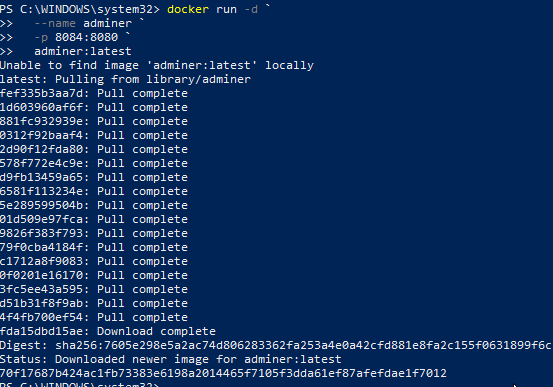 PS C:\WINDOWS\system32> docker run -d `
>>   --name adminer `
>>   -p 8084:8080 `
>>   adminer:latest
Unable to find image 'adminer:latest' locally
latest: Pulling from library/adminer
fef335b3aa7d: Pull complete
1d603960af6f: Pull complete
881fc932939e: Pull complete
0312f92baaf4: Pull complete
2d90f12fda80: Pull complete
578f772e4c9e: Pull complete
d9fb13459a65: Pull complete
6581f113234e: Pull complete
5e289599504b: Pull complete
01d509e97fca: Pull complete
9826f383f793: Pull complete
79f0cba4184f: Pull complete
c1712a8f9083: Pull complete
0f0201e16170: Pull complete
3fc5ee43a595: Pull complete
d51b31f8f9ab: Pull complete
4f4fb700ef54: Pull complete
fda15dbd15ae: Download complete
Digest: sha256:7605e298e5a2ac74d806283362fa253a4e0a42cfd881e8fa2c155f0631899f6c
Status: Downloaded newer image for adminer:latest
70f17687b424ac1fb73383e6198a2014465f7105f3dda61ef87afefdae1f7012
PS C:\WINDOWS\system32>